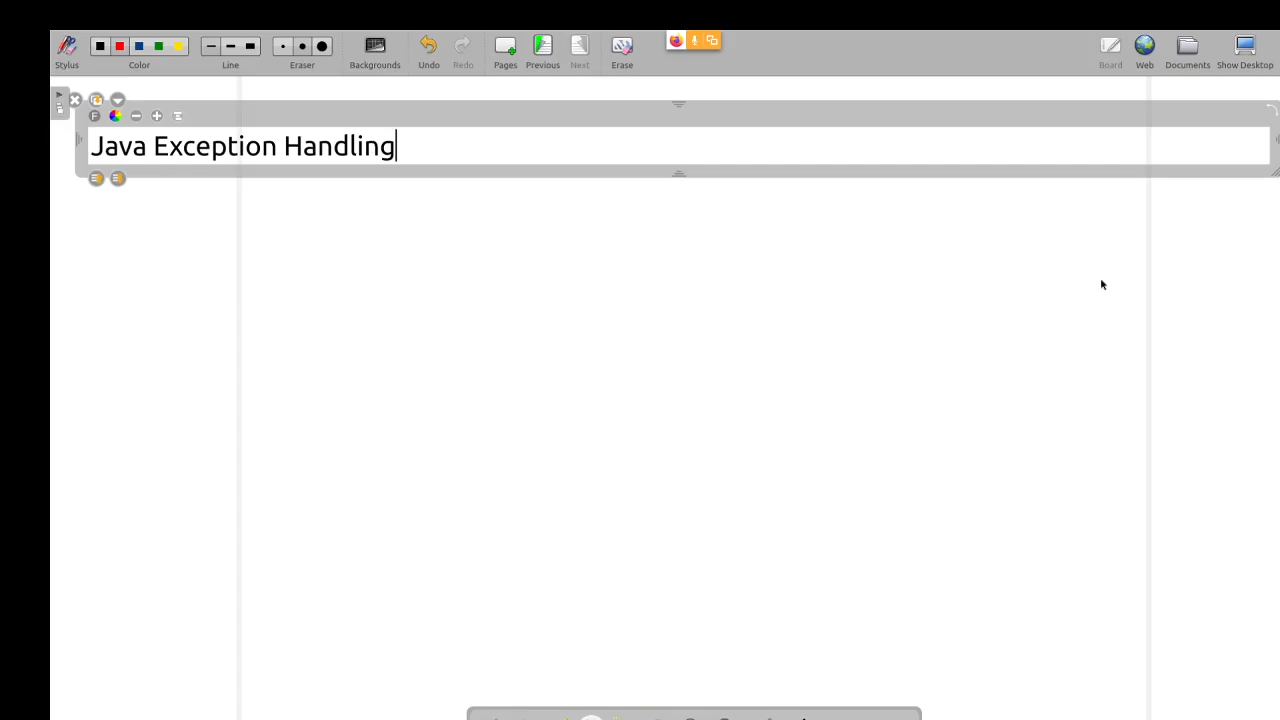 Stylus Color Line Eraser Backgrounds Undo Redo Pages Previous Next Erase Board Web Documents Show Desktop
F
Java Exception Handling